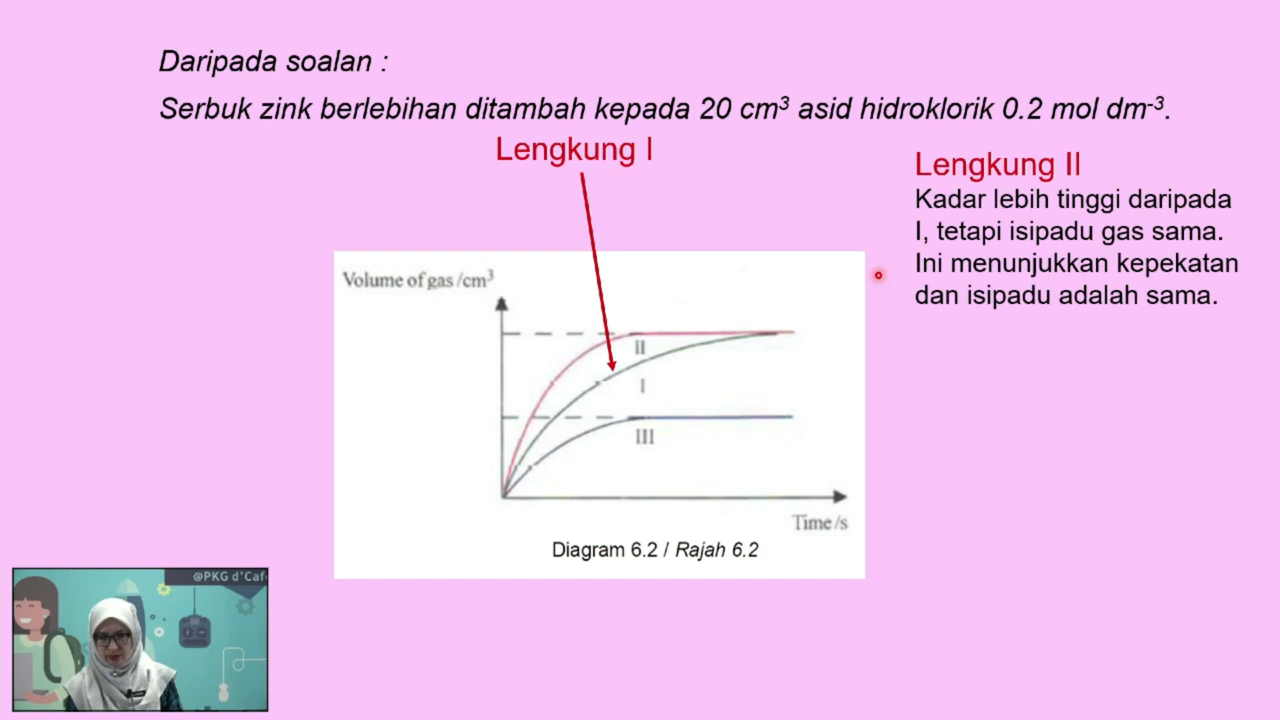 Daripada soalan :
Serbuk zink berlebihan ditambah kepada 20 cm³ asid hidroklorik 0.2 mol dm⁻³.
Lengkung I
Lengkung II
Kadar lebih tinggi daripada
I, tetapi isipadu gas sama.
Ini menunjukkan kepekatan
dan isipadu adalah sama.
Volume of gas /cm³
II
I
III
Time /s
Diagram 6.2 / Rajah 6.2
@PKG d'Caf